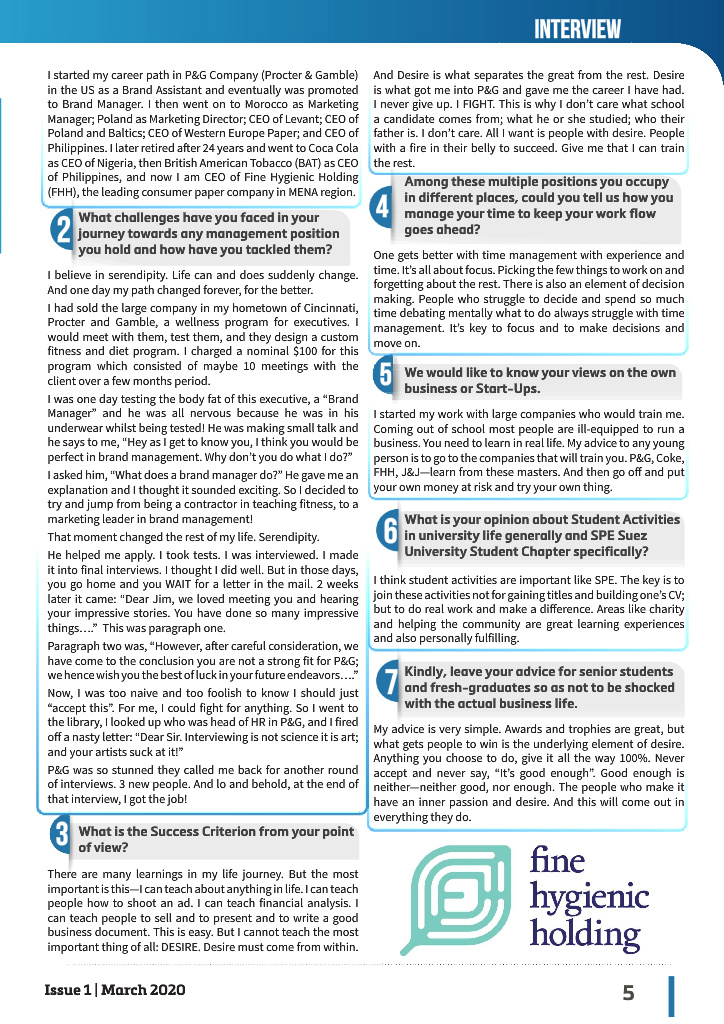 INTERVIEW
I started my career path in P&G Company (Procter & Gamble)
in the US as a Brand Assistant and eventually was promoted
to Brand Manager. I then went on to Morocco as Marketing
Manager; Poland as Marketing Director; CEO of Levant; CEO of
Poland and Baltics; CEO of Western Europe Paper; and CEO of
Philippines. I later retired after 24 years and went to Coca Cola
as CEO of Nigeria, then British American Tobacco (BAT) as CEO
of Philippines, and now I am CEO of Fine Hygienic Holding
(FHH), the leading consumer paper company in MENA region.
2
What challenges have you faced in your
journey towards any management position
you hold and how have you tackled them?
I believe in serendipity. Life can and does suddenly change.
And one day my path changed forever, for the better.
I had sold the large company in my hometown of Cincinnati,
Procter and Gamble, a wellness program for executives. I
would meet with them, test them, and they design a custom
fitness and diet program. I charged a nominal $100 for this
program which consisted of maybe 10 meetings with the
client over a few months period.
I was one day testing the body fat of this executive, a “Brand
Manager” and he was all nervous because he was in his
underwear whilst being tested! He was making small talk and
he says to me, “Hey as I get to know you, I think you would be
perfect in brand management. Why don’t you do what I do?”
I asked him, “What does a brand manager do?” He gave me an
explanation and I thought it sounded exciting. So I decided to
try and jump from being a contractor in teaching fitness, to a
marketing leader in brand management!
That moment changed the rest of my life. Serendipity.
He helped me apply. I took tests. I was interviewed. I made
it into final interviews. I thought I did well. But in those days,
you go home and you WAIT for a letter in the mail. 2 weeks
later it came: “Dear Jim, we loved meeting you and hearing
your impressive stories. You have done so many impressive
things….” This was paragraph one.
Paragraph two was, “However, after careful consideration, we
have come to the conclusion you are not a strong fit for P&G;
we hence wish you the best of luck in your future endeavors….”
Now, I was too naive and too foolish to know I should just
“accept this”. For me, I could fight for anything. So I went to
the library, I looked up who was head of HR in P&G, and I fired
off a nasty letter: “Dear Sir. Interviewing is not science it is art;
and your artists suck at it!”
P&G was so stunned they called me back for another round
of interviews. 3 new people. And lo and behold, at the end of
that interview, I got the job!
3
What is the Success Criterion from your point
of view?
There are many learnings in my life journey. But the most
important is this—I can teach about anything in life. I can teach
people how to shoot an ad. I can teach financial analysis. I
can teach people to sell and to present and to write a good
business document. This is easy. But I cannot teach the most
important thing of all: DESIRE. Desire must come from within.
And Desire is what separates the great from the rest. Desire
is what got me into P&G and gave me the career I have had.
I never give up. I FIGHT. This is why I don’t care what school
a candidate comes from; what he or she studied; who their
father is. I don’t care. All I want is people with desire. People
with a fire in their belly to succeed. Give me that I can train
the rest.
4
Among these multiple positions you occupy
in different places, could you tell us how you
manage your time to keep your work flow
goes ahead?
One gets better with time management with experience and
time. It’s all about focus. Picking the few things to work on and
forgetting about the rest. There is also an element of decision
making. People who struggle to decide and spend so much
time debating mentally what to do always struggle with time
management. It’s key to focus and to make decisions and
move on.
5
We would like to know your views on the own
business or Start-Ups.
I started my work with large companies who would train me.
Coming out of school most people are ill-equipped to run a
business. You need to learn in real life. My advice to any young
person is to go to the companies that will train you. P&G, Coke,
FHH, J&J—learn from these masters. And then go off and put
your own money at risk and try your own thing.
6
What is your opinion about Student Activities
in university life generally and SPE Suez
University Student Chapter specifically?
I think student activities are important like SPE. The key is to
join these activities not for gaining titles and building one’s CV;
but to do real work and make a difference. Areas like charity
and helping the community are great learning experiences
and also personally fulfilling.
7
Kindly, leave your advice for senior students
and fresh-graduates so as not to be shocked
with the actual business life.
My advice is very simple. Awards and trophies are great, but
what gets people to win is the underlying element of desire.
Anything you choose to do, give it all the way 100%. Never
accept and never say, “It’s good enough”. Good enough is
neither—neither good, nor enough. The people who make it
have an inner passion and desire. And this will come out in
everything they do.
fine
hygienic
holding
Issue 1 | March 2020
5